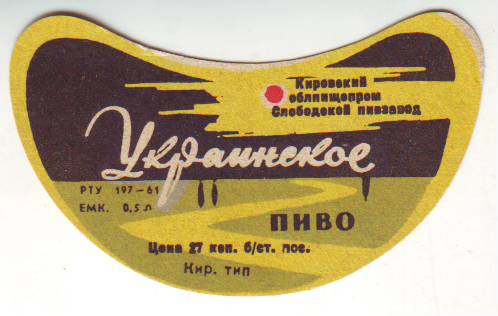 Кировский
облпищепром
Слободской пивзавод
Украинское
РТУ 197-61
ЕМК. 0,5 л
ПИВО
Цена 27 коп. б/ст. пос.
Кир. тип